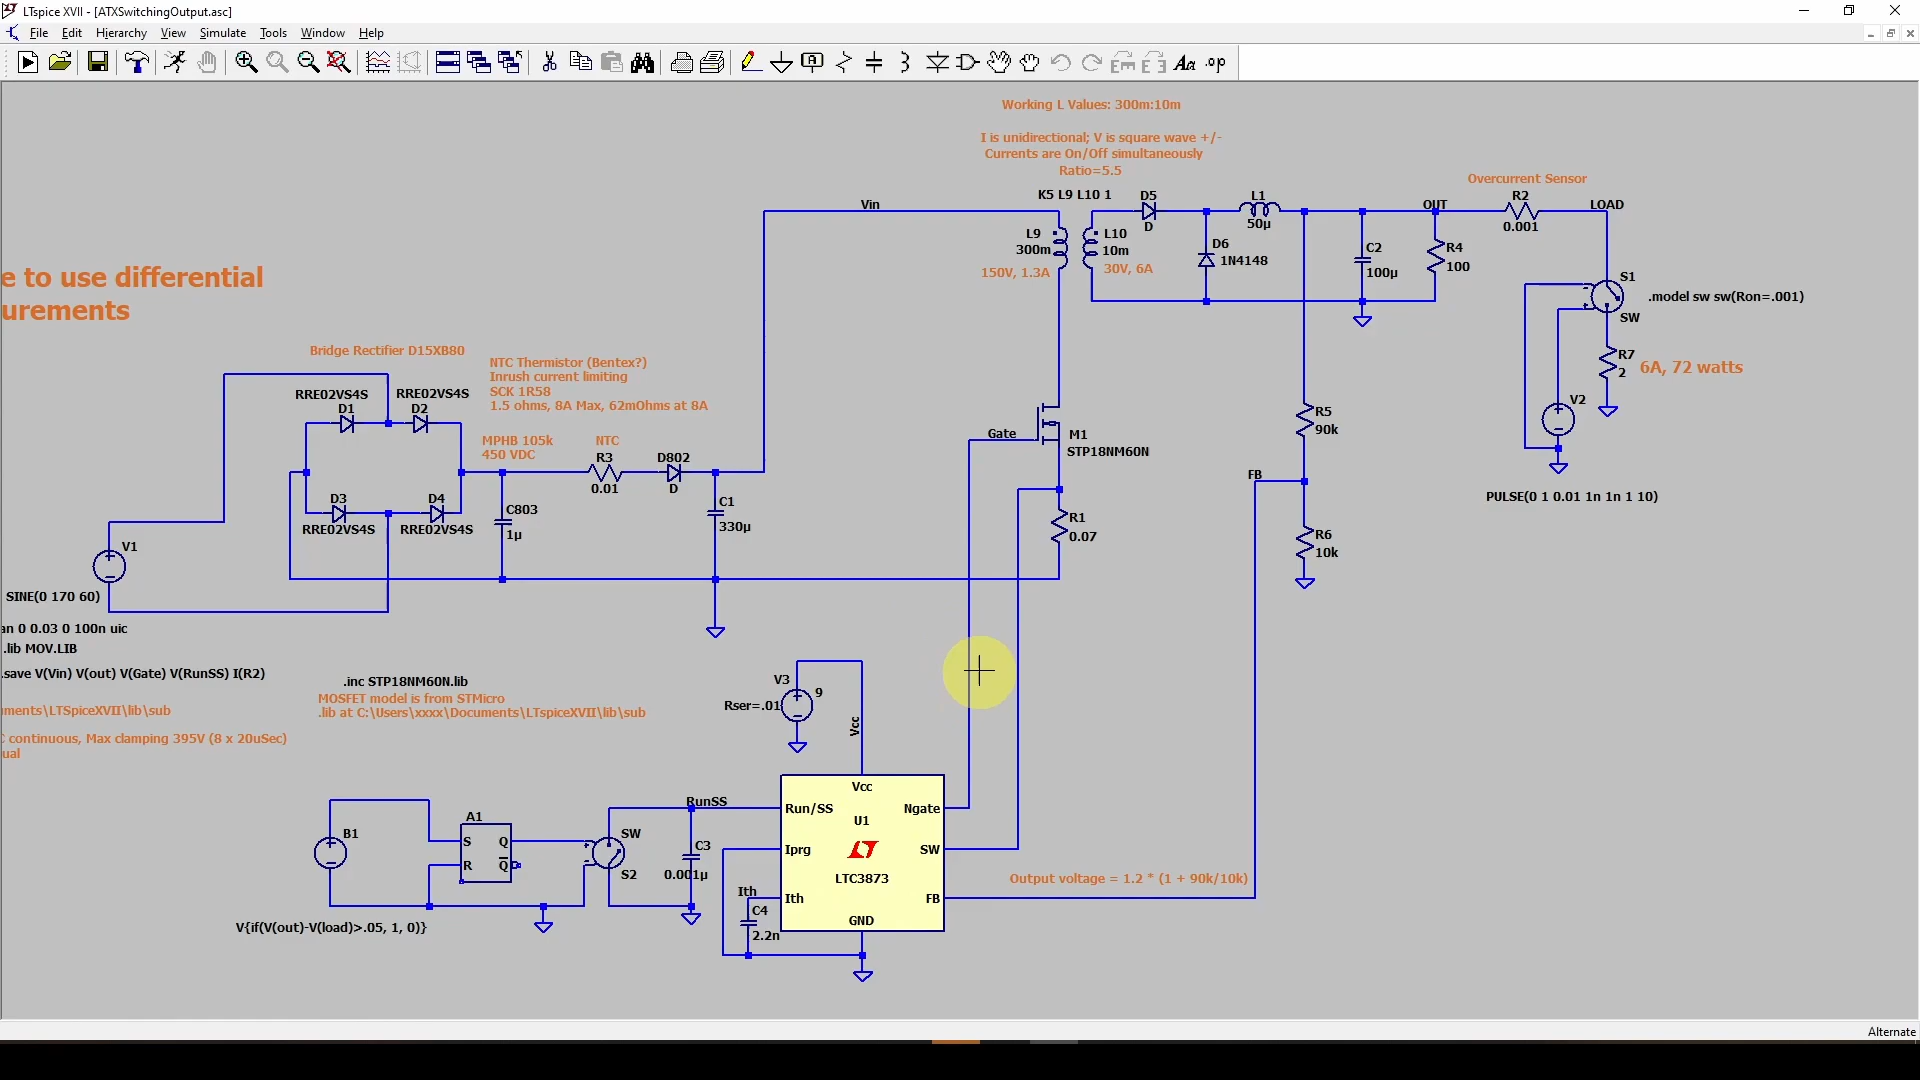 LTspice XVII - [ATXSwitchingOutput.asc]
File Edit Hierarchy View Simulate Tools Window Help
Aa .op
Working L Values: 300m:10m
I is unidirectional; V is square wave +/-
Currents are On/Off simultaneously
Ratio=5.5
K5 L9 L10 1
Vin
L9
300m
150V, 1.3A
L10
10m
30V, 6A
D5
D
D6
1N4148
L1
50µ
C2
100µ
OUT
R4
100
Overcurrent Sensor
R2
0.001
LOAD
S1
SW
.model sw sw(Ron=.001)
R7
2
6A, 72 watts
V2
PULSE(0 1 0.01 1n 1n 1 10)
e to use differential
urements
Bridge Rectifier D15XB80
RRE02VS4S
D1
RRE02VS4S
D2
D3
RRE02VS4S
D4
RRE02VS4S
NTC Thermistor (Bentex?)
Inrush current limiting
SCK 1R58
1.5 ohms, 8A Max, 62mOhms at 8A
MPHB 105k
450 VDC
NTC
R3
0.01
D802
D
C803
1µ
C1
330µ
Gate
M1
STP18NM60N
R1
0.07
R5
90k
FB
R6
10k
V1
SINE(0 170 60)
an 0 0.03 0 100n uic
.lib MOV.LIB
.save V(Vin) V(out) V(Gate) V(RunSS) I(R2)
uments\LTSpiceXVII\lib\sub
C continuous, Max clamping 395V (8 x 20uSec)
ual
.inc STP18NM60N.lib
MOSFET model is from STMicro
.lib at C:\Users\xxxx\Documents\LTspiceXVII\lib\sub
V3
9
Rser=.01
Vcc
B1
V{if(V(out)-V(load)>.05, 1, 0)}
A1
S
Q
R
Q
SW
S2
RunSS
C3
0.001µ
Ith
C4
2.2n
Vcc
Run/SS
Ngate
U1
Iprg
SW
LTC3873
Ith
FB
GND
Output voltage = 1.2 * (1 + 90k/10k)
Alternate